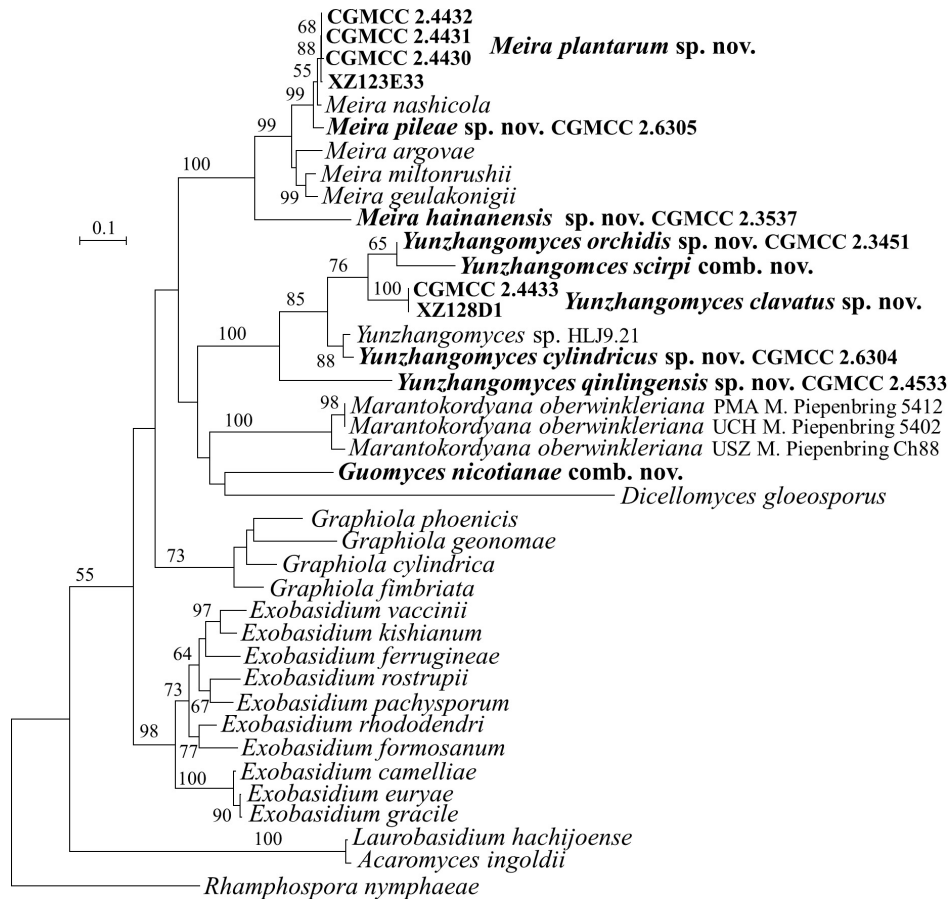 68
CGMCC 2.4432
88
CGMCC 2.4431
Meira plantarum sp. nov.
CGMCC 2.4430
55
XZ123E33
99
Meira nashicola
99
Meira pileae sp. nov. CGMCC 2.6305
Meira argovae
100
Meira miltonrushii
99
Meira geulakonigii
Meira hainanensis sp. nov. CGMCC 2.3537
0.1
65
Yunzhangomyces orchidis sp. nov. CGMCC 2.3451
76
Yunzhangomces scirpi comb. nov.
100
CGMCC 2.4433
Yunzhangomyces clavatus sp. nov.
XZ128D1
85
100
Yunzhangomyces sp. HLJ9.21
88
Yunzhangomyces cylindricus sp. nov. CGMCC 2.6304
Yunzhangomyces qinlingensis sp. nov. CGMCC 2.4533
98
Marantokordyana oberwinkleriana PMA M. Piepenbring 5412
100
Marantokordyana oberwinkleriana UCH M. Piepenbring 5402
Marantokordyana oberwinkleriana USZ M. Piepenbring Ch88
Guomyces nicotianae comb. nov.
Dicellomyces gloeosporus
Graphiola phoenicis
Graphiola geonomae
73
Graphiola cylindrica
55
Graphiola fimbriata
97
Exobasidium vaccinii
Exobasidium kishianum
64
Exobasidium ferrugineae
73
Exobasidium rostrupii
67
Exobasidium pachysporum
98
Exobasidium rhododendri
77
Exobasidium formosanum
100
Exobasidium camelliae
Exobasidium euryae
90
Exobasidium gracile
100
Laurobasidium hachijoense
Acaromyces ingoldii
Rhamphospora nymphaeae